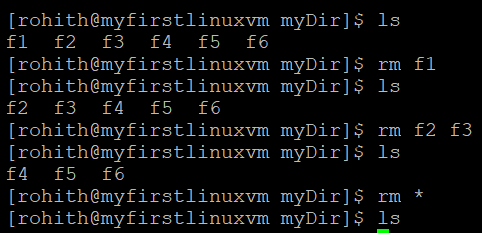 [rohith@myfirstlinuxvm myDir]$ ls
f1  f2  f3  f4  f5  f6
[rohith@myfirstlinuxvm myDir]$ rm f1
[rohith@myfirstlinuxvm myDir]$ ls
f2  f3  f4  f5  f6
[rohith@myfirstlinuxvm myDir]$ rm f2 f3
[rohith@myfirstlinuxvm myDir]$ ls
f4  f5  f6
[rohith@myfirstlinuxvm myDir]$ rm *
[rohith@myfirstlinuxvm myDir]$ ls